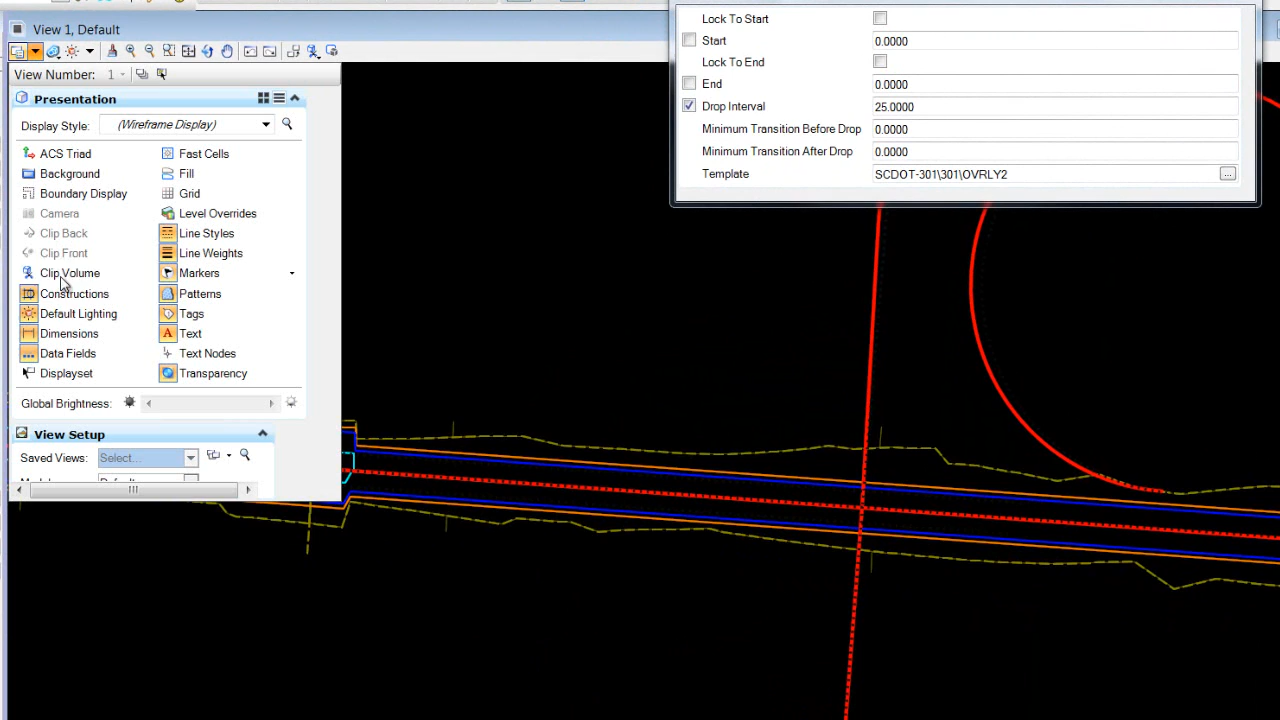 View 1, Default
View Number: 1
Presentation
Display Style: (Wireframe Display)
ACS Triad
Fast Cells
Background
Fill
Boundary Display
Grid
Camera
Level Overrides
Clip Back
Line Styles
Clip Front
Line Weights
Clip Volume
Markers
Constructions
Patterns
Default Lighting
Tags
Dimensions
Text
Data Fields
Text Nodes
Displayset
Transparency
Global Brightness:
View Setup
Saved Views: Select...
Lock To Start
Start 0.0000
Lock To End
End 0.0000
Drop Interval 25.0000
Minimum Transition Before Drop 0.0000
Minimum Transition After Drop 0.0000
Template SCDOT-301\301\OVRLY2 ...